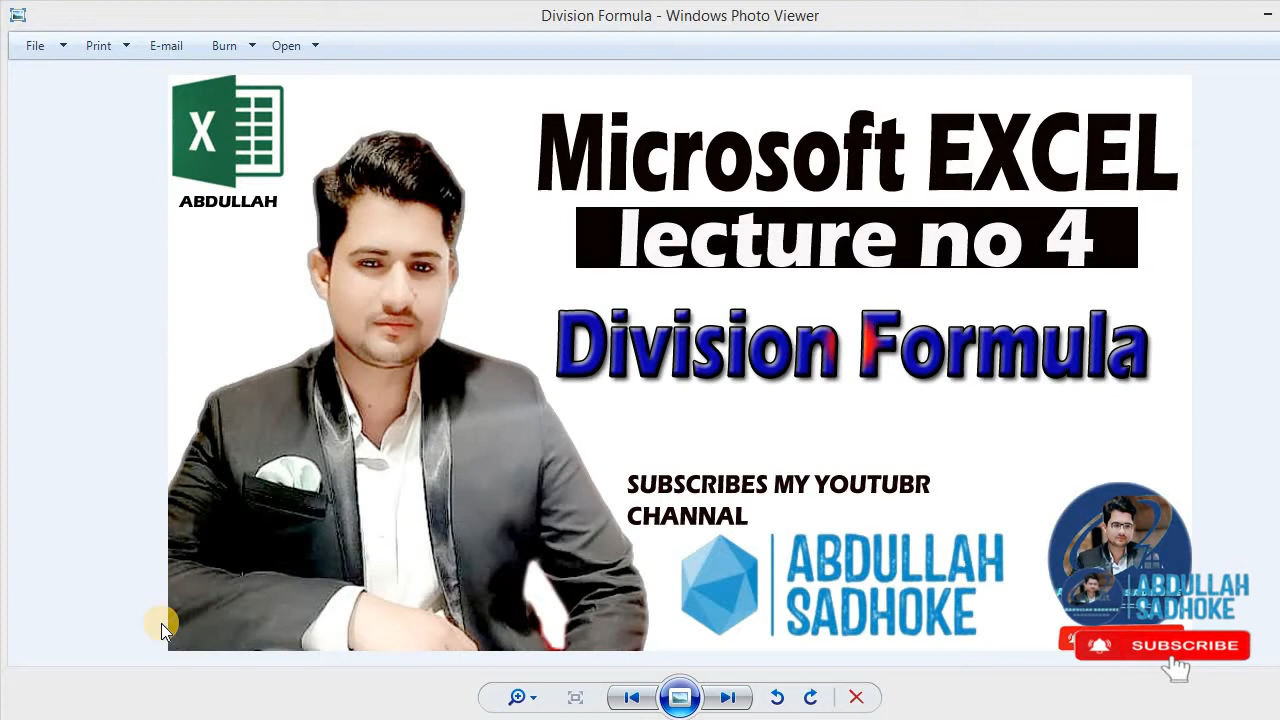 Division Formula - Windows Photo Viewer
File Print E-mail Burn Open
X
ABDULLAH
Microsoft EXCEL
lecture no 4
Division Formula
SUBSCRIBES MY YOUTUBR
CHANNAL
ABDULLAH
SADHOKE
ABDULLAH
SADHOKE
SUBSCRIBE